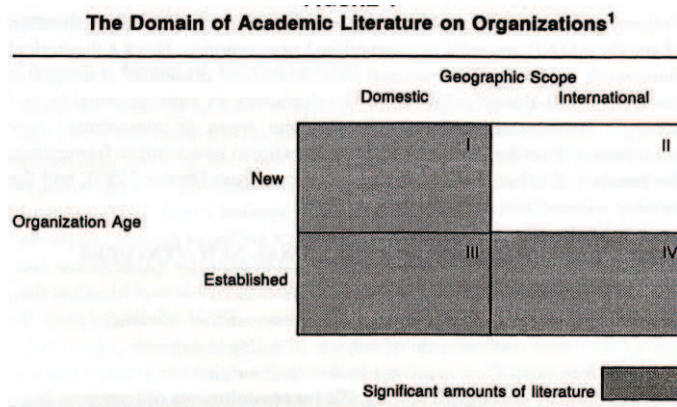 The Domain of Academic Literature on Organizations1
Geographic Scope
Domestic International
I II
New
Organization Age
III IV
Established
Significant amounts of literature